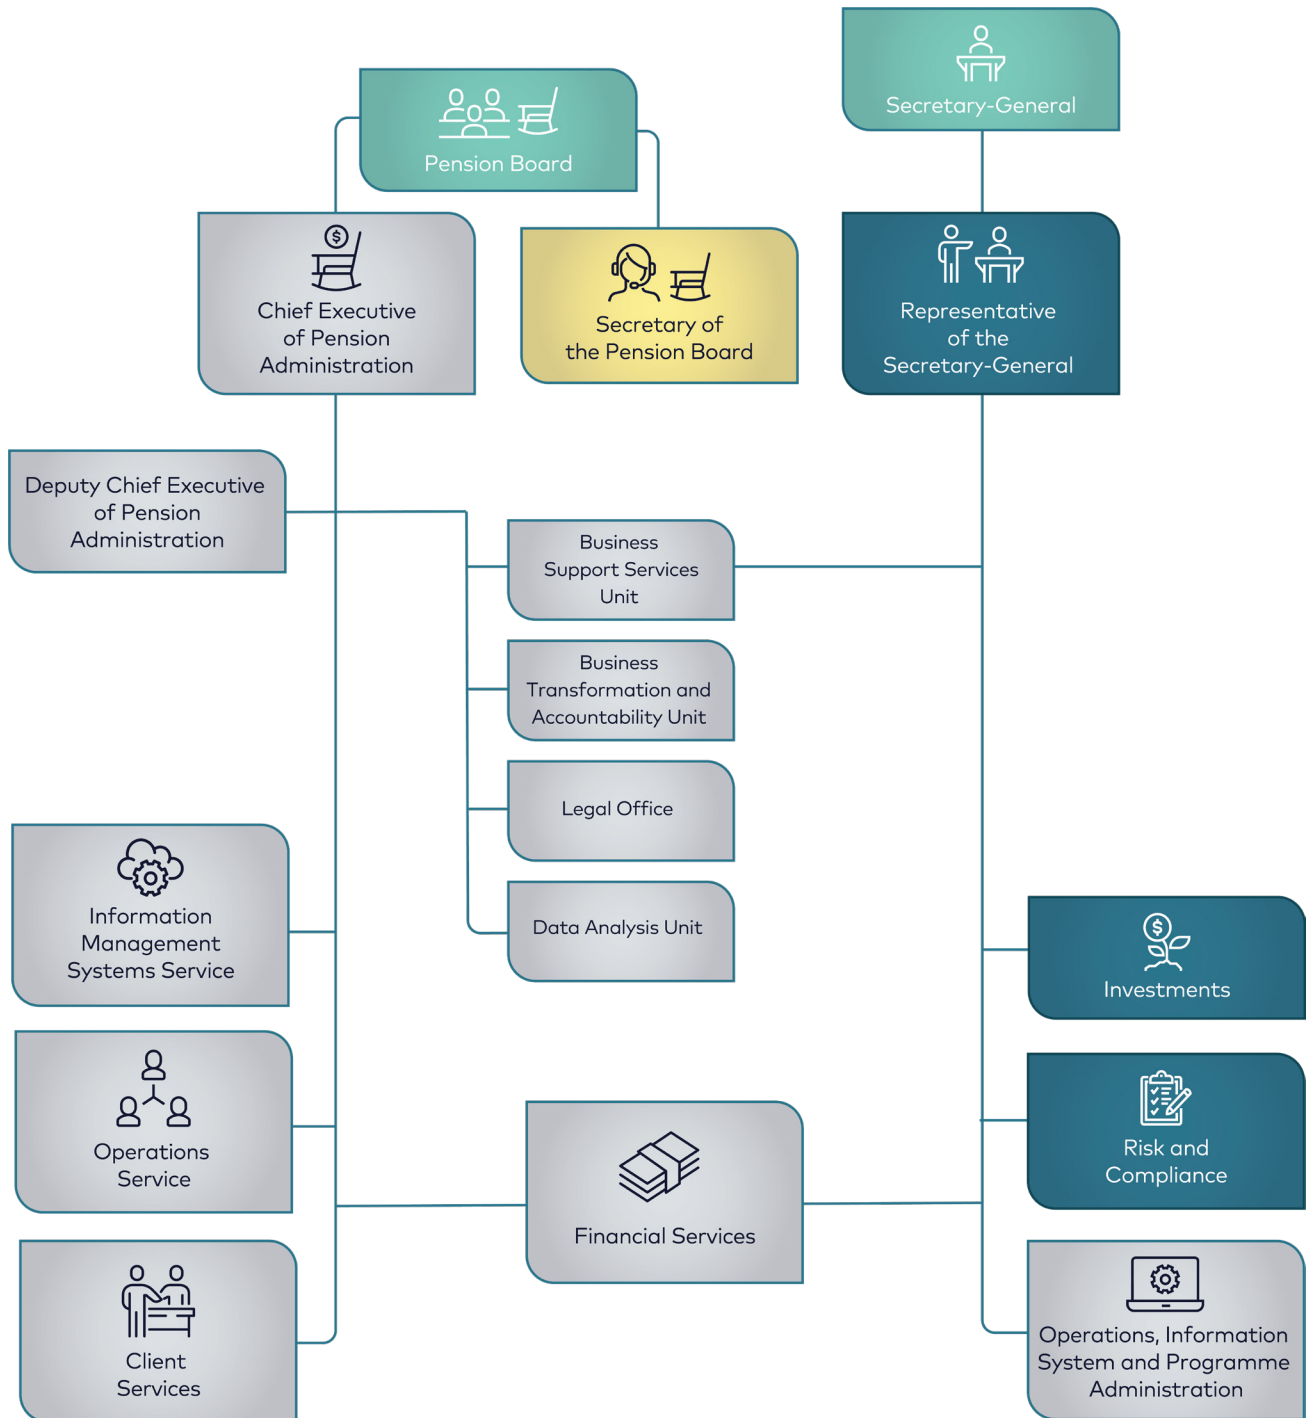 Secretary-General
Pension Board
Chief Executive
of Pension
Administration
Secretary of
the Pension Board
Representative
of the
Secretary-General
Deputy Chief Executive
of Pension
Administration
Business
Support Services
Unit
Business
Transformation and
Accountability Unit
Legal Office
Data Analysis Unit
Information
Management
Systems Service
Investments
Operations
Service
Risk and
Compliance
Financial Services
Client
Services
Operations, Information
System and Programme
Administration